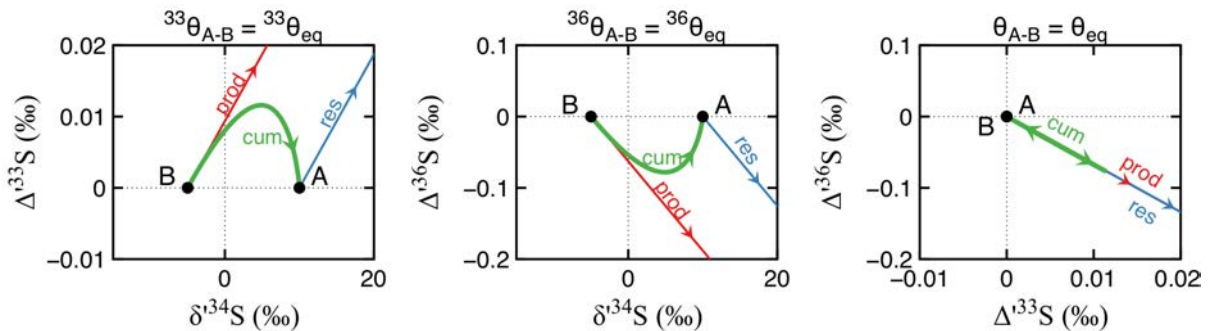 ³³θA-B = ³³θeq
0.02
0.01
0
−0.01
Δ'³³S (‰)
B
A
prod
cum
res
0
20
δ'³⁴S (‰)
³⁶θA-B = ³⁶θeq
0.1
0
−0.1
−0.2
Δ'³⁶S (‰)
B
A
cum
res
prod
0
20
δ'³⁴S (‰)
θA-B = θeq
0.1
0
−0.1
−0.2
Δ'³⁶S (‰)
A
B
cum
prod
res
−0.01
0
0.01
0.02
Δ'³³S (‰)